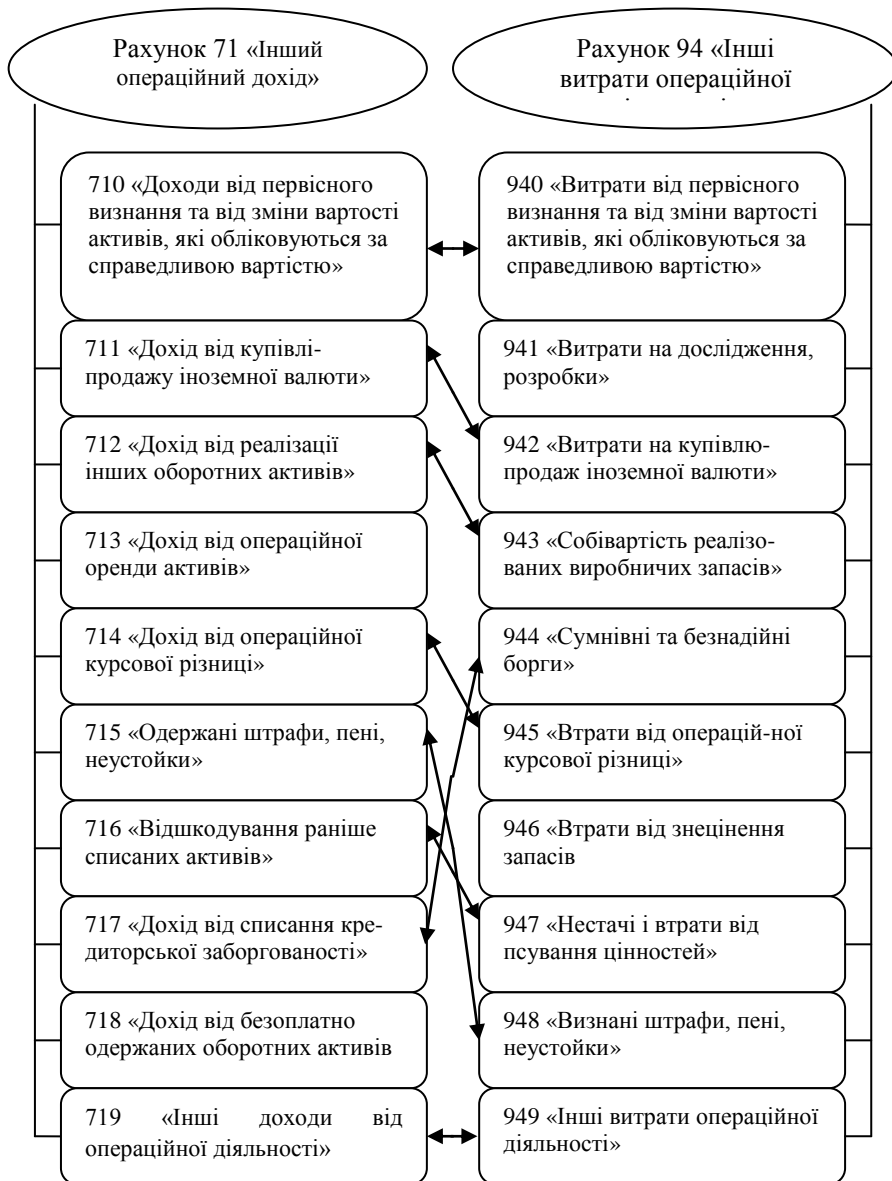 Рахунок 71 «Інший
операційний дохід»
Рахунок 94 «Інші
витрати операційної
710 «Доходи від первісного
визнання та від зміни вартості
активів, які обліковуються за
справедливою вартістю»
940 «Витрати від первісного
визнання та від зміни вартості
активів, які обліковуються за
справедливою вартістю»
711 «Дохід від купівлі-
продажу іноземної валюти»
941 «Витрати на дослідження,
розробки»
712 «Дохід від реалізації
інших оборотних активів»
942 «Витрати на купівлю-
продаж іноземної валюти»
713 «Дохід від операційної
оренди активів»
943 «Собівартість реалізо-
ваних виробничих запасів»
714 «Дохід від операційної
курсової різниці»
944 «Сумнівні та безнадійні
борги»
715 «Одержані штрафи, пені,
неустойки»
945 «Втрати від операцій-ної
курсової різниці»
716 «Відшкодування раніше
списаних активів»
946 «Втрати від знецінення
запасів
717 «Дохід від списання кре-
диторської заборгованості»
947 «Нестачі і втрати від
псування цінностей»
718 «Дохід від безоплатно
одержаних оборотних активів
948 «Визнані штрафи, пені,
неустойки»
719 «Інші доходи від
операційної діяльності»
949 «Інші витрати операційної
діяльності»